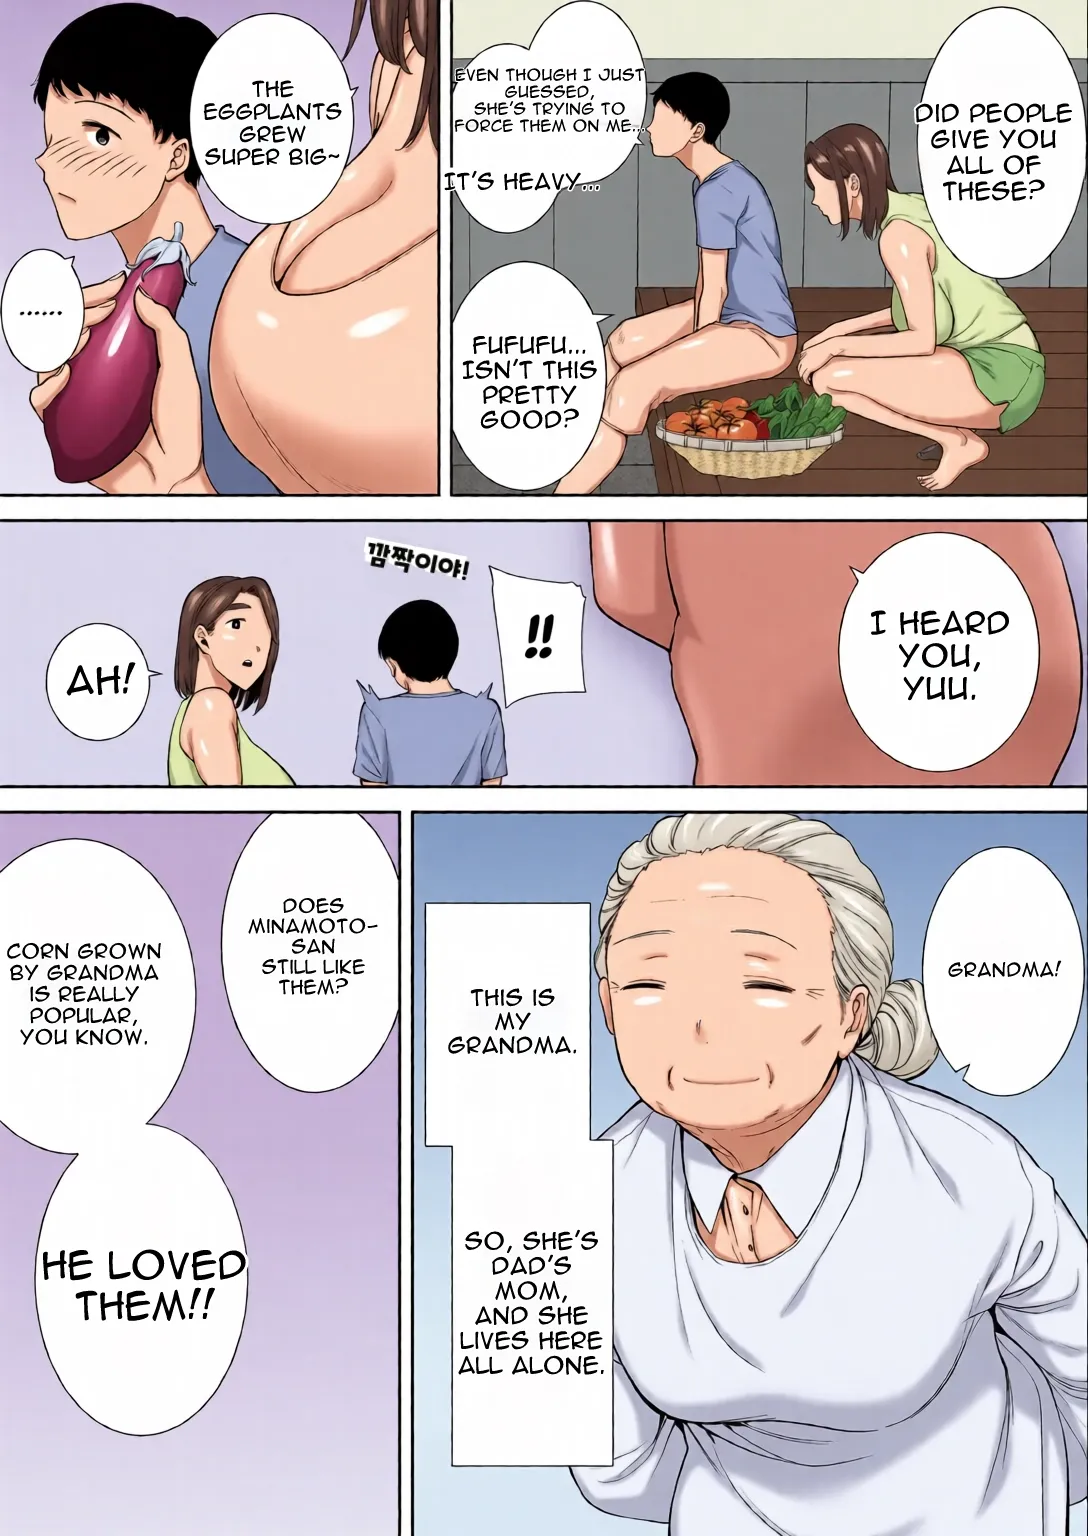 DID PEOPLE
GIVE YOU
ALL OF
THESE?
EVEN THOUGH I JUST
GUESSED,
SHE'S TRYING TO
FORCE THEM ON ME...
IT'S HEAVY...
FUFUFU...
ISN'T THIS
PRETTY
GOOD?
THE
EGGPLANTS
GREW
SUPER BIG~
......
I HEARD
YOU,
YUU.
!!
깜짝이야!
AH!
GRANDMA!
THIS IS
MY
GRANDMA.
SO, SHE'S
DAD'S
MOM,
AND SHE
LIVES HERE
ALL ALONE.
DOES
MINAMOTO-
SAN
STILL LIKE
THEM?
CORN GROWN
BY GRANDMA
IS REALLY
POPULAR,
YOU KNOW.
HE LOVED
THEM!!